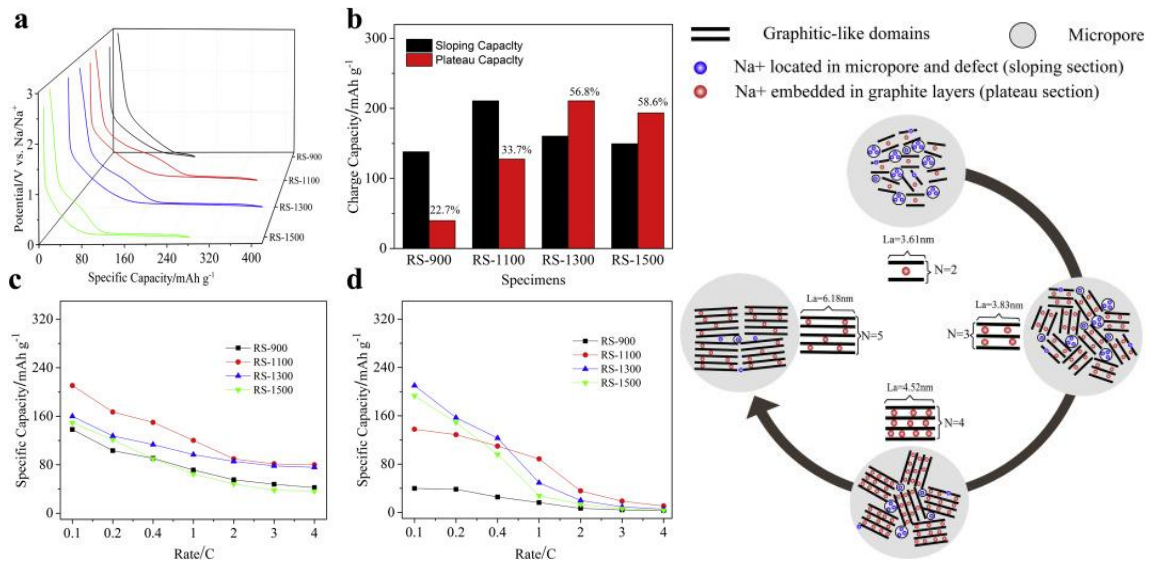 a
Potential/V vs. Na/Na+
3
2
1
0
0 80 160 240 320 400
Specific Capacity/mAh g-1
RS-900
RS-1100
RS-1300
RS-1500
b
Charge Capacity/mAh g-1
300
200
100
0
Sloping Capacity
Plateau Capacity
22.7%
33.7%
56.8%
58.6%
RS-900 RS-1100 RS-1300 RS-1500
Specimens
c
Specific Capacity/mAh g-1
320
240
160
80
0
RS-900
RS-1100
RS-1300
RS-1500
0.1 0.2 0.4 1 2 3 4
Rate/C
d
Specific Capacity/mAh g-1
320
240
160
80
0
RS-900
RS-1100
RS-1300
RS-1500
0.1 0.2 0.4 1 2 3 4
Rate/C
Graphitic-like domains
Micropore
Na+ located in micropore and defect (sloping section)
Na+ embedded in graphite layers (plateau section)
La=3.61nm
N=2
La=3.83nm
N=3
La=4.52nm
N=4
La=6.18nm
N=5